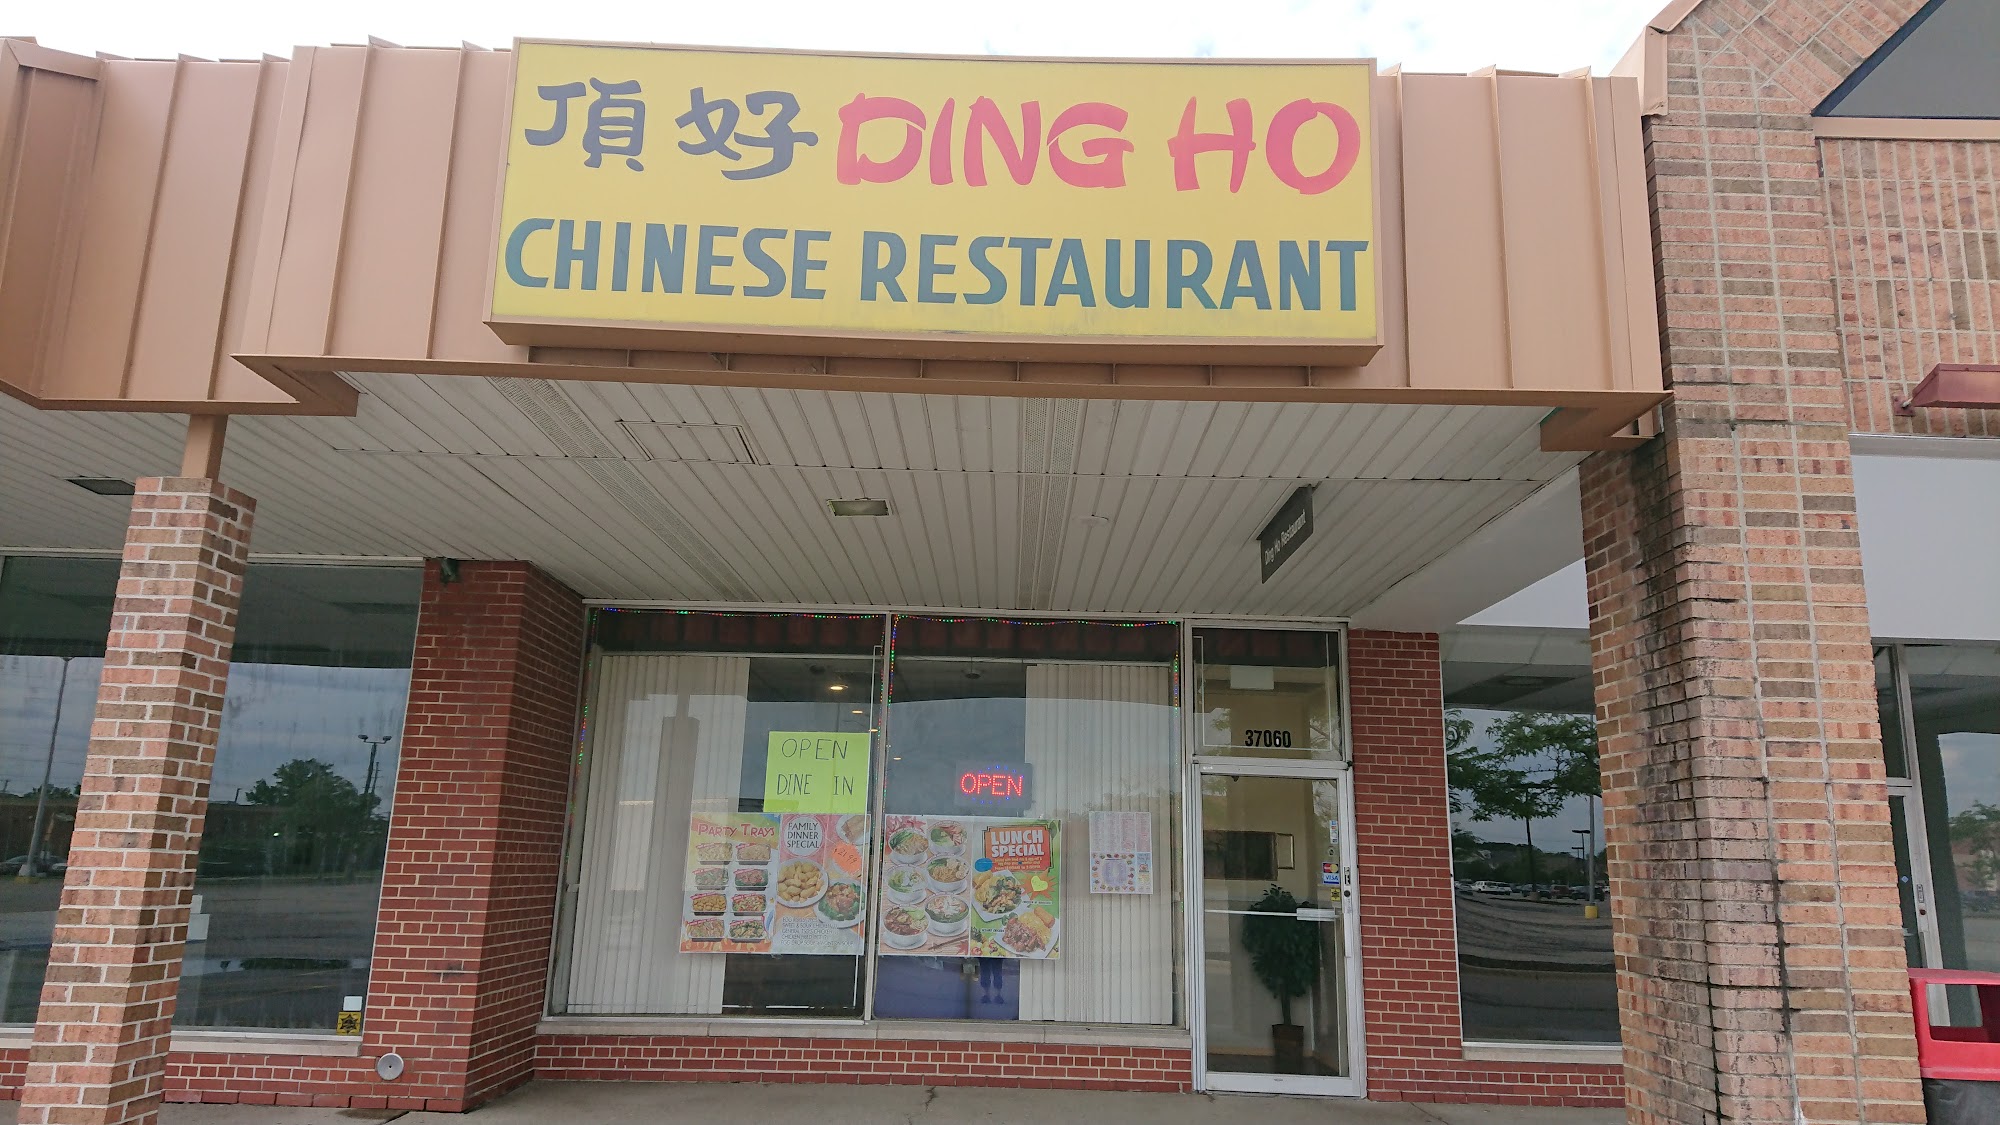 頂好 DING HO
CHINESE RESTAURANT
Ding Ho Restaurant
37060
OPEN
DINE IN
OPEN
PARTY TRAYS
FAMILY
DINNER
SPECIAL
LUNCH
SPECIAL
VISA